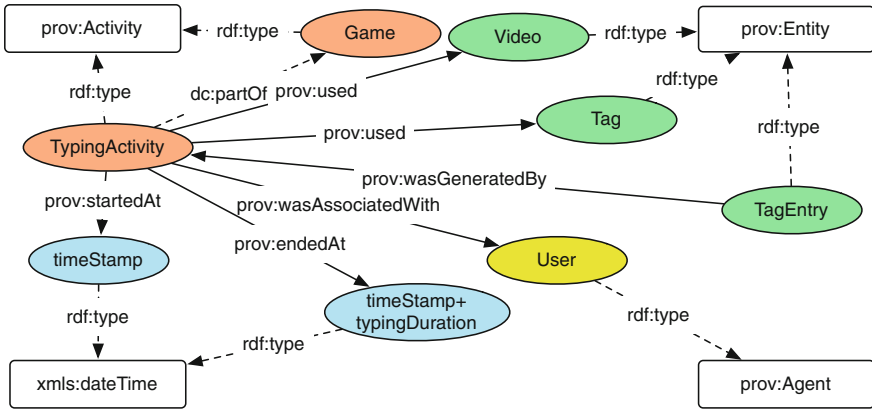 prov:Activity
rdf:type
Game
Video
rdf:type
prov:Entity
rdf:type
dc:partOf
prov:used
rdf:type
Tag
prov:used
rdf:type
TypingActivity
prov:wasGeneratedBy
prov:startedAt
prov:wasAssociatedWith
TagEntry
prov:endedAt
timeStamp
User
timeStamp+
typingDuration
rdf:type
rdf:type
rdf:type
xmls:dateTime
prov:Agent